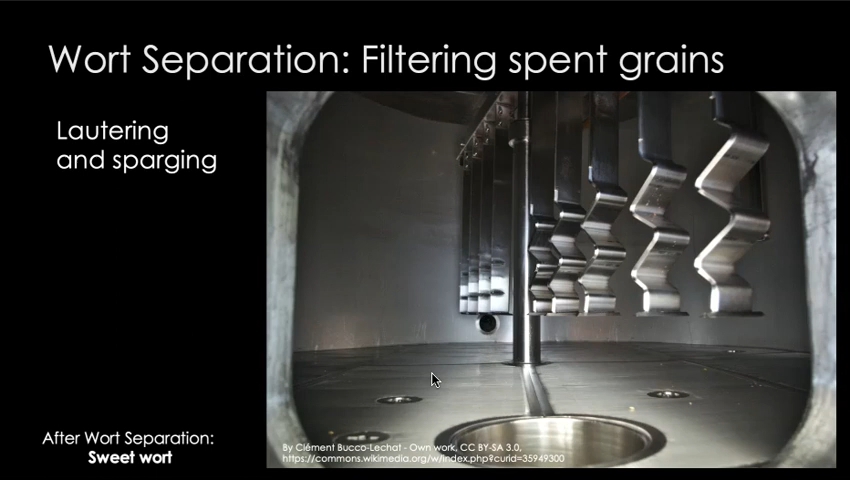 Wort Separation: Filtering spent grains
Lautering
and sparging
After Wort Separation:
Sweet wort
By Clément Bucco-Lechat - Own work, CC BY-SA 3.0,
https://commons.wikimedia.org/w/index.php?curid=35949300